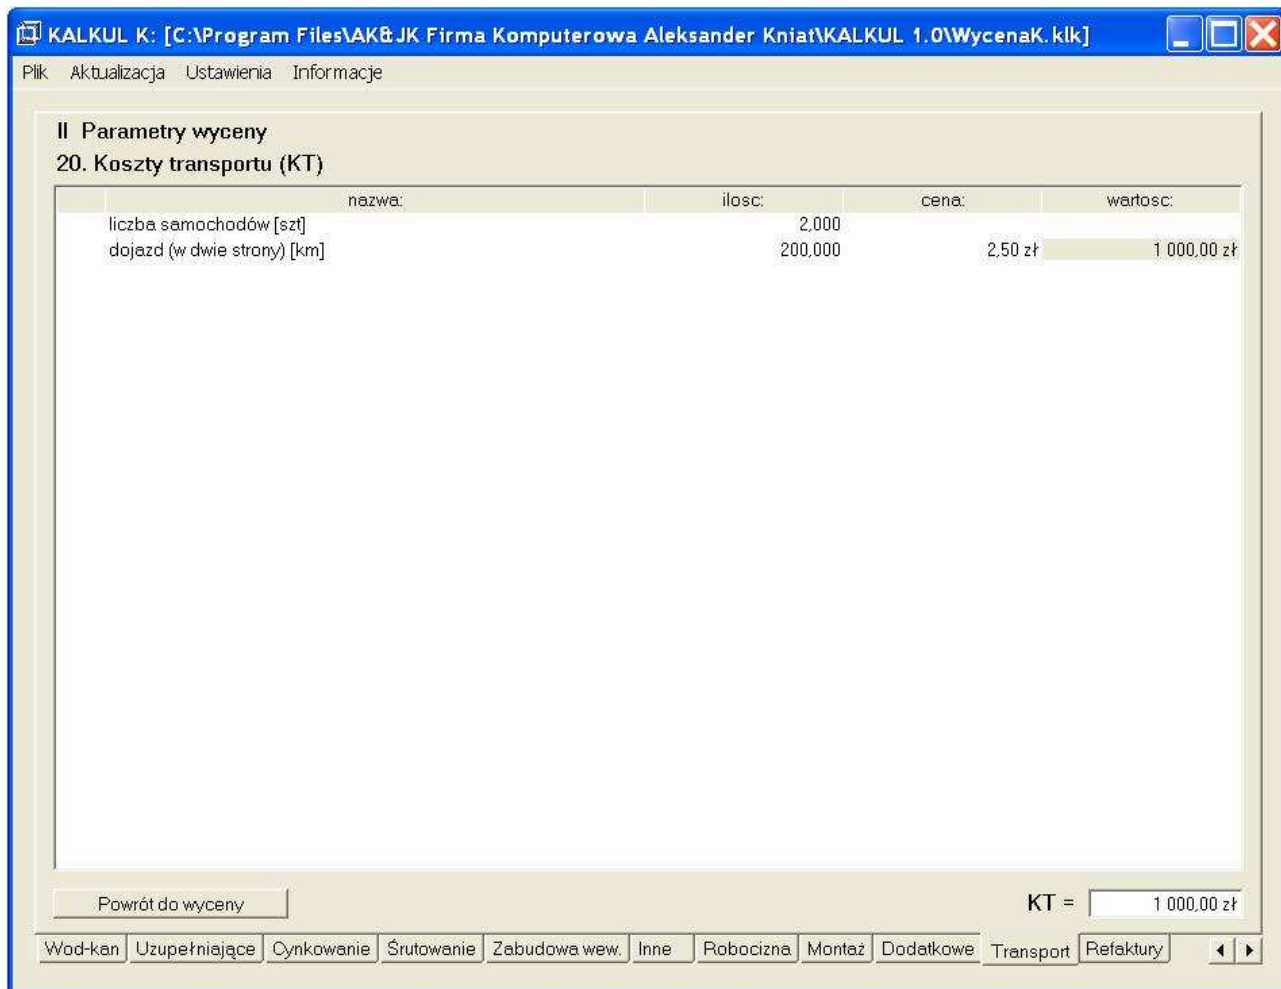 KALKUL K: [C:\Program Files\AK&JK Firma Komputerowa Aleksander Kniat\KALKUL 1.0\WycenaK.klk]
Plik Aktualizacja Ustawienia Informacje
II Parametry wyceny
20. Koszty transportu (KT)
nazwa: ilosc: cena: wartosc:
liczba samochodów [szt] 2,000
dojazd (w dwie strony) [km] 200,000 2,50 zł 1 000,00 zł
Powrót do wyceny KT = 1 000,00 zł
Wod-kan Uzupełniające Cynkowanie Śrutowanie Zabudowa wew. Inne Robocizna Montaż Dodatkowe Transport Refaktury